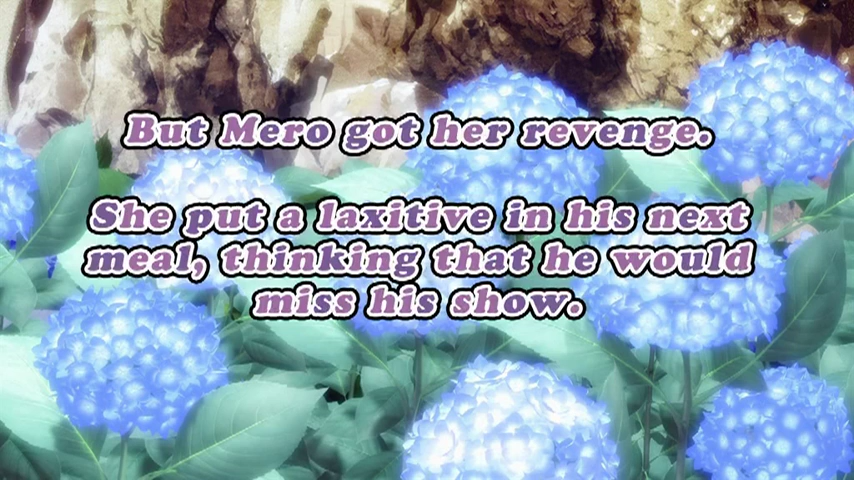 But Mero got her revenge.
She put a laxitive in his next
meal, thinking that he would
miss his show.